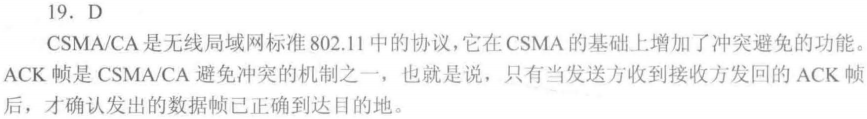 19. D
CSMA/CA 是无线局域网标准 802.11 中的协议，它在 CSMA 的基础上增加了冲突避免的功能。
ACK 帧是 CSMA/CA 避免冲突的机制之一，也就是说，只有当发送方收到接收方发回的 ACK 帧
后，才确认发出的数据帧已正确到达目的地。